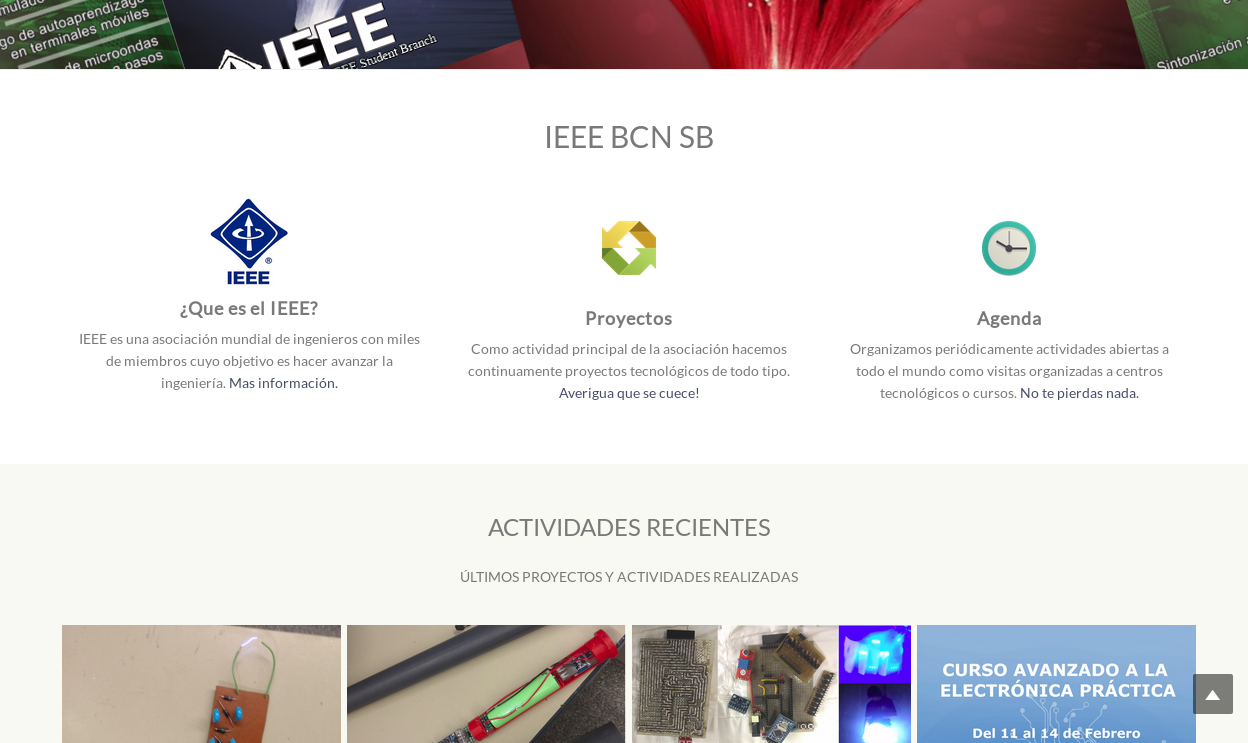 mulado
go de autoaprendizaje
en terminales móviles
de microondas
pasos
IEEE
IEEE Student Branch
Sintonización
IEEE BCN SB
IEEE
¿Que es el IEEE?
IEEE es una asociación mundial de ingenieros con miles
de miembros cuyo objetivo es hacer avanzar la
ingeniería. Mas información.
Proyectos
Como actividad principal de la asociación hacemos
continuamente proyectos tecnológicos de todo tipo.
Averigua que se cuece!
Agenda
Organizamos periódicamente actividades abiertas a
todo el mundo como visitas organizadas a centros
tecnológicos o cursos. No te pierdas nada.
ACTIVIDADES RECIENTES
ÚLTIMOS PROYECTOS Y ACTIVIDADES REALIZADAS
CURSO AVANZADO A LA
ELECTRÓNICA PRÁCTICA
Del 11 al 14 de Febrero